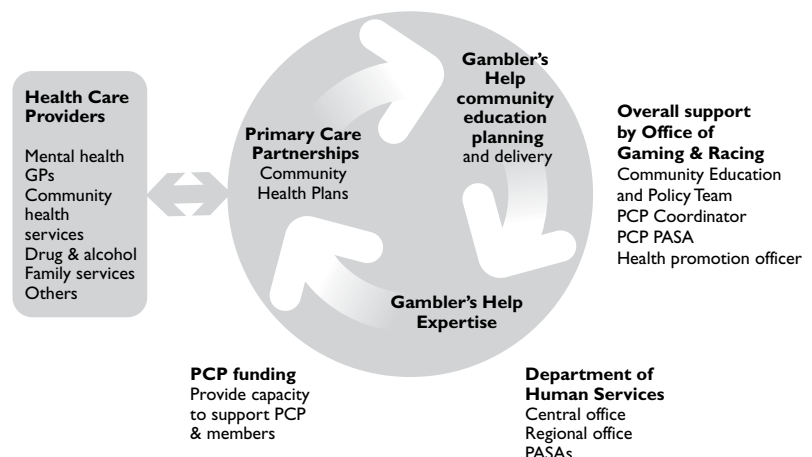 Health Care
Providers
Mental health
GPs
Community
health
services
Drug & alcohol
Family services
Others
Primary Care
Partnerships
Community
Health Plans
Gambler’s
Help
community
education
planning
and delivery
Gambler’s Help
Expertise
Overall support
by Office of
Gaming & Racing
Community Education
and Policy Team
PCP Coordinator
PCP PASA
Health promotion officer
PCP funding
Provide capacity
to support PCP
& members
Department of
Human Services
Central office
Regional office
PASAs